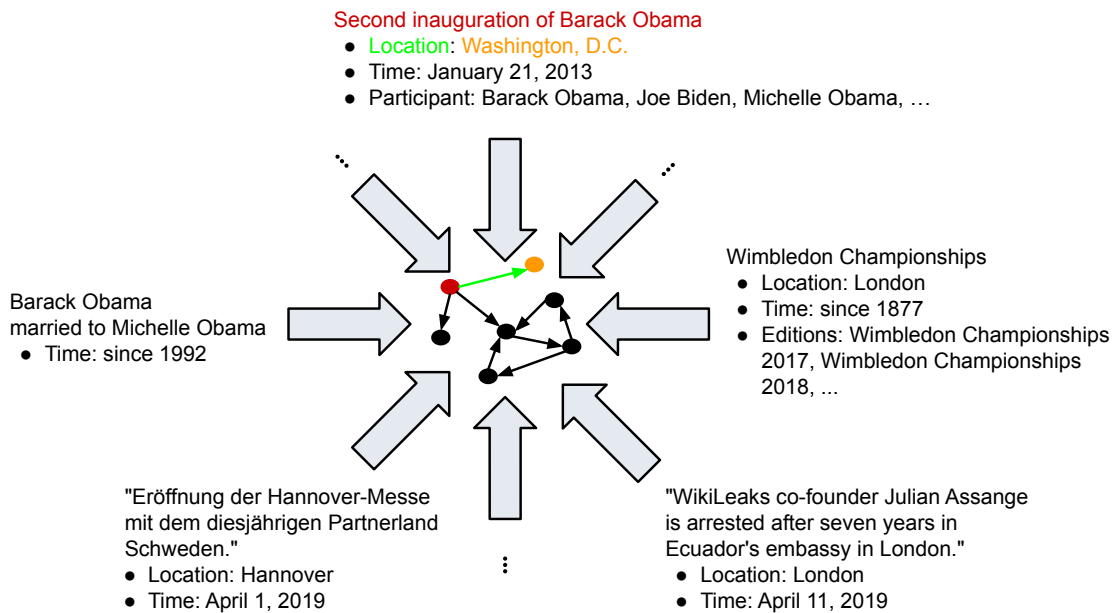 Second inauguration of Barack Obama
● Location: Washington, D.C.
● Time: January 21, 2013
● Participant: Barack Obama, Joe Biden, Michelle Obama, …
...
...
Barack Obama
married to Michelle Obama
● Time: since 1992
Wimbledon Championships
● Location: London
● Time: since 1877
● Editions: Wimbledon Championships
2017, Wimbledon Championships
2018, ...
"Eröffnung der Hannover-Messe
mit dem diesjährigen Partnerland
Schweden."
● Location: Hannover
● Time: April 1, 2019
...
"WikiLeaks co-founder Julian Assange
is arrested after seven years in
Ecuador's embassy in London."
● Location: London
● Time: April 11, 2019